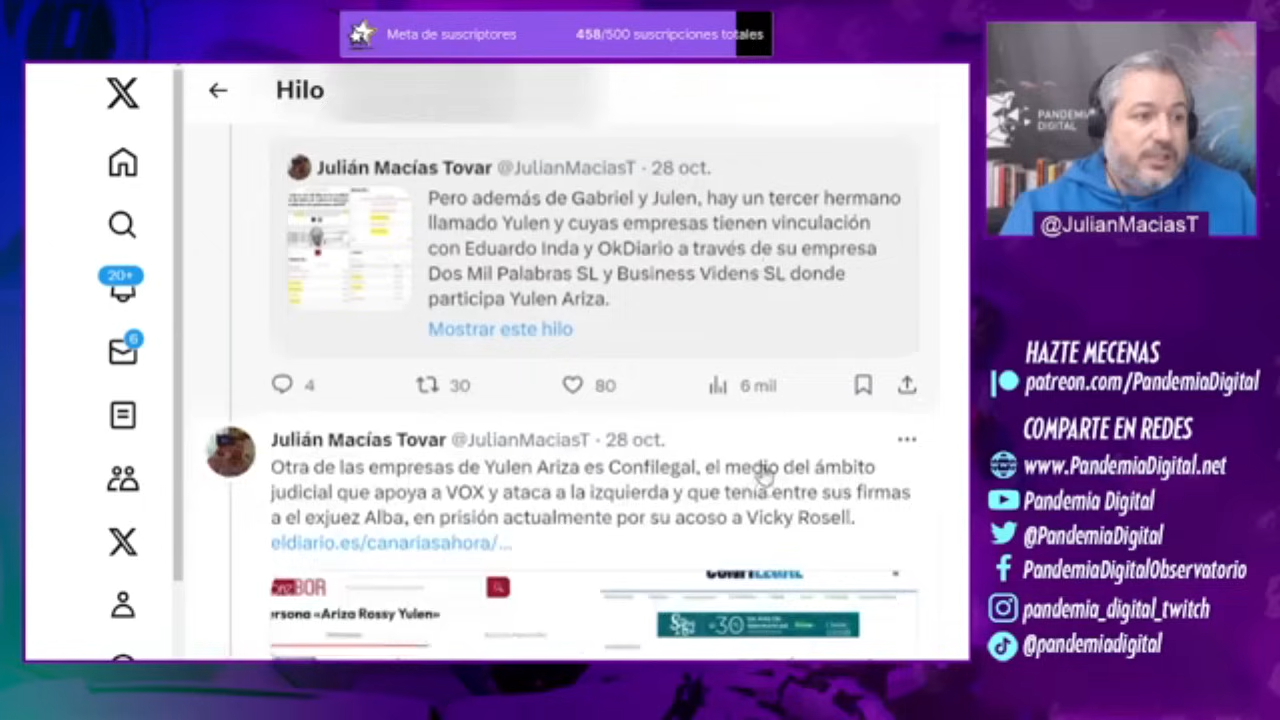 Meta de suscriptores 458/500 suscripciones totales
Hilo
Julián Macías Tovar @JulianMaciasT · 28 oct.
Pero además de Gabriel y Julen, hay un tercer hermano
llamado Yulen y cuyas empresas tienen vinculación
con Eduardo Inda y OkDiario a través de su empresa
Dos Mil Palabras SL y Business Videns SL donde
participa Yulen Ariza.
Mostrar este hilo
4 30 80 6 mil
20+
6
Julián Macías Tovar @JulianMaciasT · 28 oct.
Otra de las empresas de Yulen Ariza es Confilegal, el medio del ámbito
judicial que apoya a VOX y ataca a la izquierda y que tenía entre sus firmas
a el exjuez Alba, en prisión actualmente por su acoso a Vicky Rosell.
eldiario.es/canariasahora/...
BOR
ersona «Ariza Rossy Yulen»
30
PANDEMIA
DIGITAL
@JulianMaciasT
HAZTE MECENAS
patreon.com/PandemiaDigital
COMPARTE EN REDES
www.PandemiaDigital.net
Pandemia Digital
@PandemiaDigital
PandemiaDigitalObservatorio
pandemia_digital_twitch
@pandemiadigital